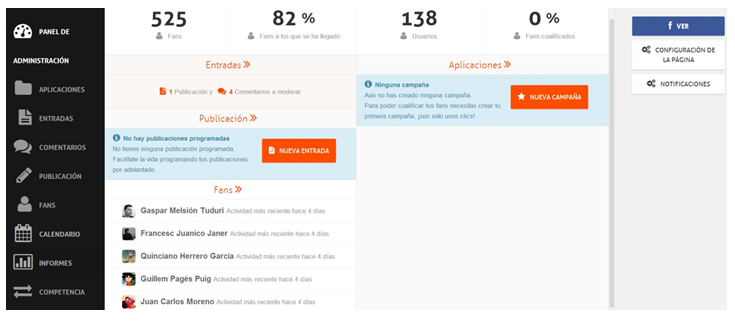 PANEL DE
ADMINISTRACIÓN
APLICACIONES
ENTRADAS
COMENTARIOS
PUBLICACIÓN
FANS
CALENDARIO
INFORMES
COMPETENCIA
525
Fans
82 %
Fans a los que se ha llegado
138
Usuarios
0 %
Fans cualificados
Entradas »
1 Publicación y 4 Comentarios a moderar
Publicación »
No hay publicaciones programadas
No tienes ninguna publicación programada.
Facilítate la vida programando tus publicaciones
por adelantado.
NUEVA ENTRADA
Fans »
Gaspar Melsión Tudurí Actividad más reciente hace 4 días
Francesc Juanico Janer Actividad más reciente hace 4 días
Quinciano Herrero García Actividad más reciente hace 4 días
Guillem Pagès Puig Actividad más reciente hace 4 días
Juan Carlos Moreno Actividad más reciente hace 4 días
Aplicaciones »
Ninguna campaña
Aún no has creado ninguna campaña.
Para poder cualificar tus fans necesitas crear tu
primera campaña, ¡son solo unos clics!
NUEVA CAMPAÑA
f VER
CONFIGURACIÓN DE
LA PÁGINA
NOTIFICACIONES